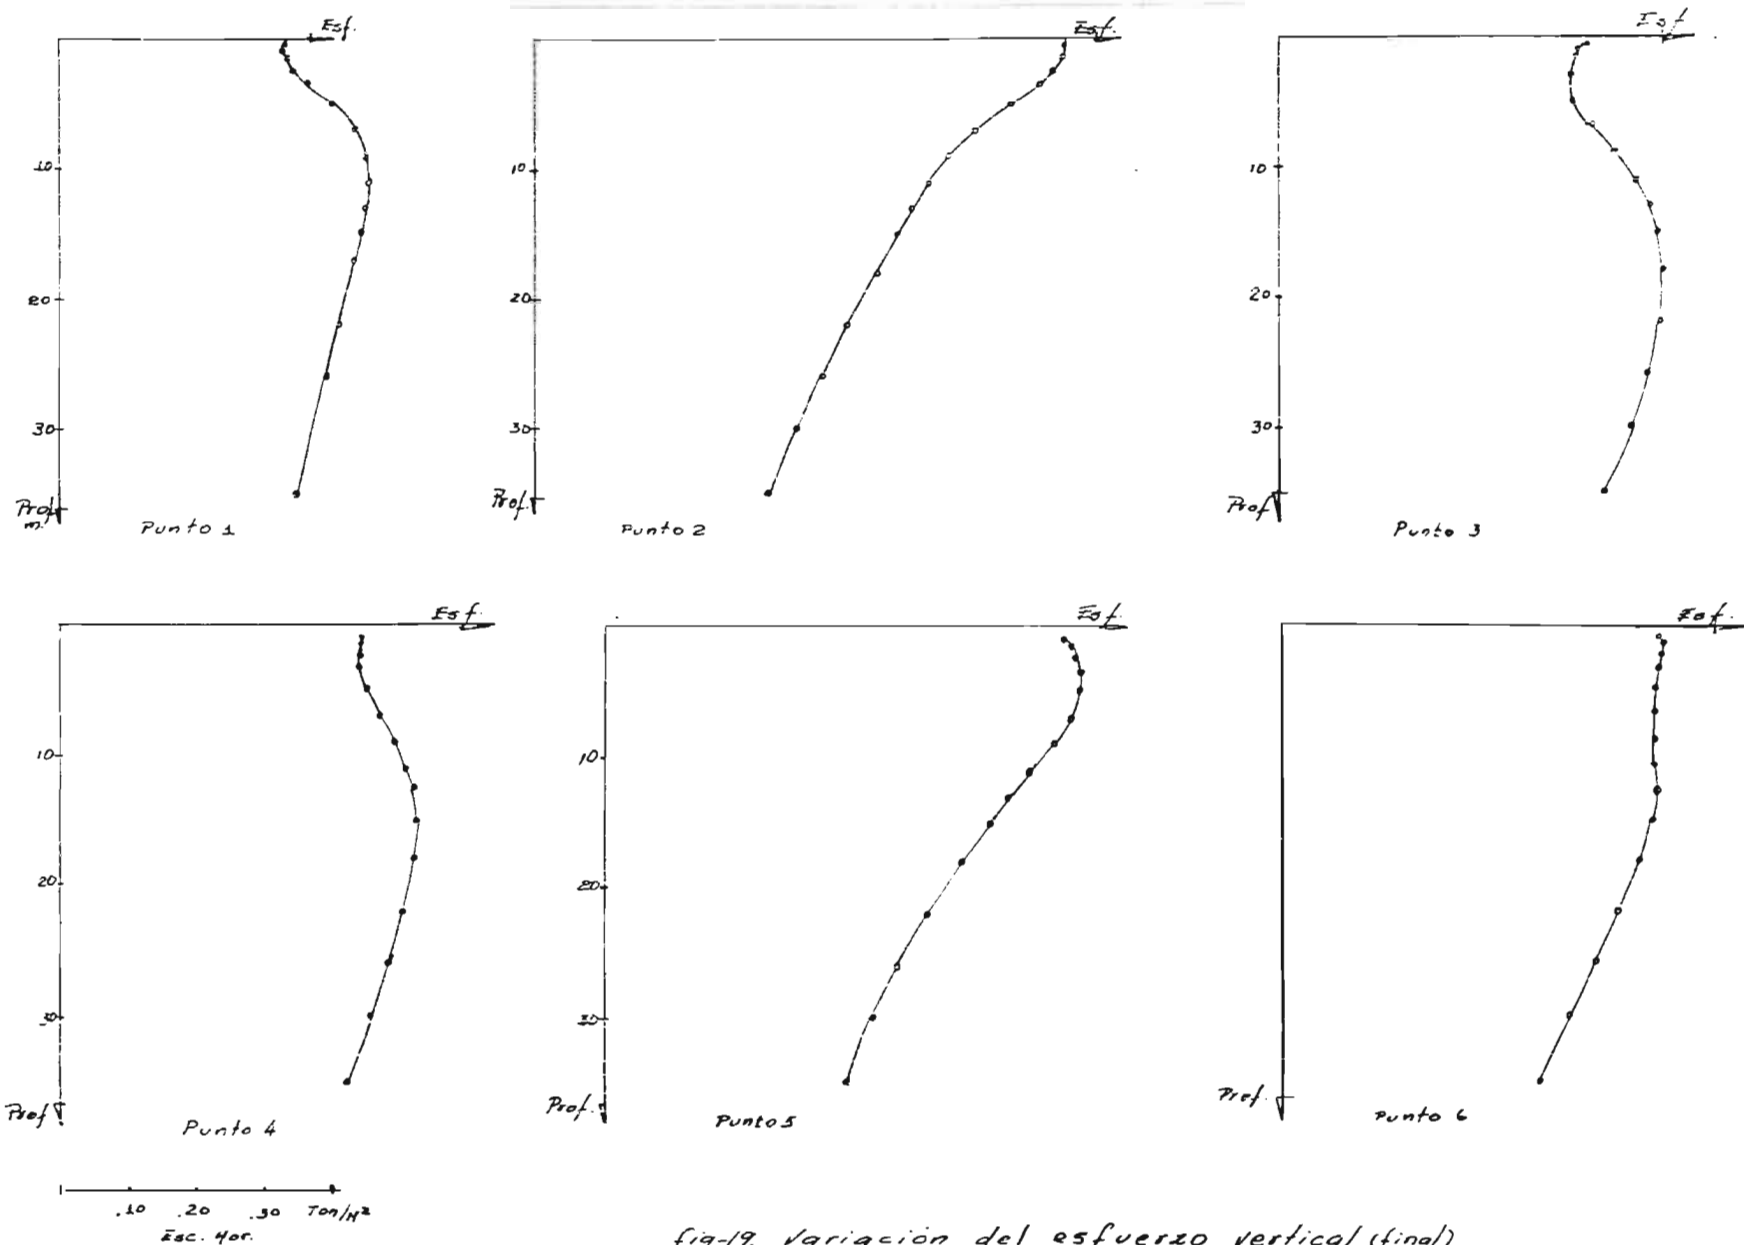 Esf.
10
20
30
Prof
m.
Punto 1
Esf.
10
20
30
Prof.
Punto 2
Esf
10
20
30
Prof
Punto 3
Esf.
10
20
30
Prof
Punto 4
Esf.
10
20
30
Prof.
Punto 5
Esf.
Prof.
Punto 6
.10 .20 .30 Ton/M²
Esc. Hor.
fig-19 Variación del esfuerzo vertical (final)